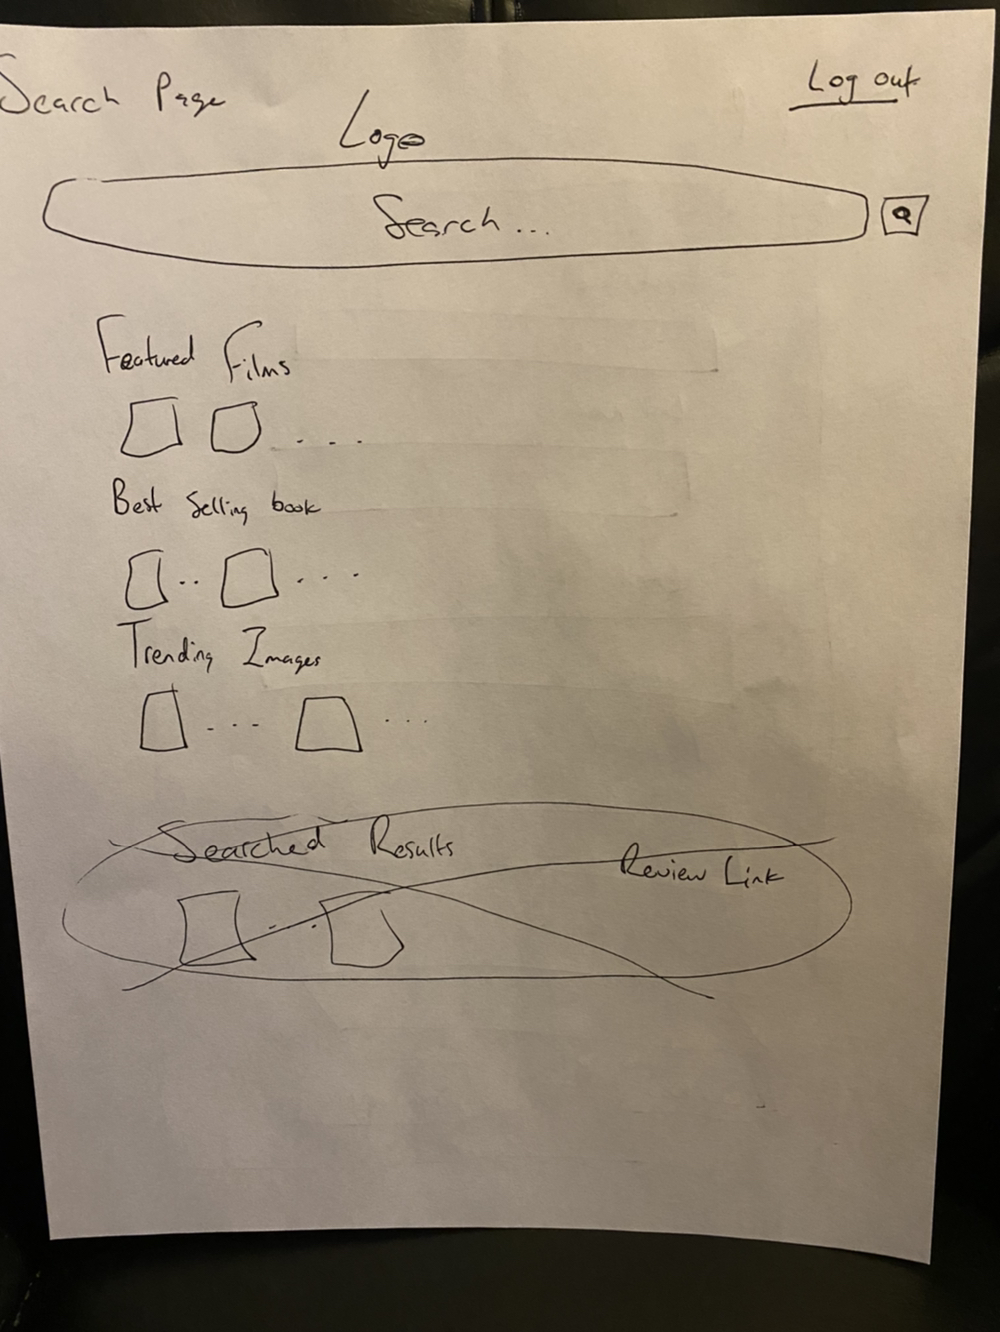 Search Page
Log out
Logo
Search...
Featured Films
. . .
Best Selling book
.. . . .
Trending Images
. . . . . .
Searched Results
Review Link
. .